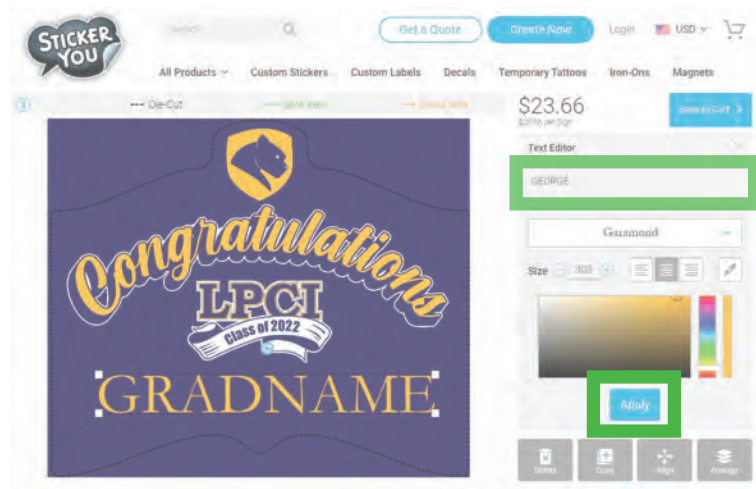 STICKER
YOU
Search
Get a Quote
Create Now
Login
USD
All Products
Custom Stickers
Custom Labels
Decals
Temporary Tattoos
Iron-Ons
Magnets
Die-Cut
$23.66
Text Editor
GEORGE
Garamond
Size
303
Apply
Delete
Copy
Align
Arrange
Congratulations
LPCI
Class of 2022
GRADNAME